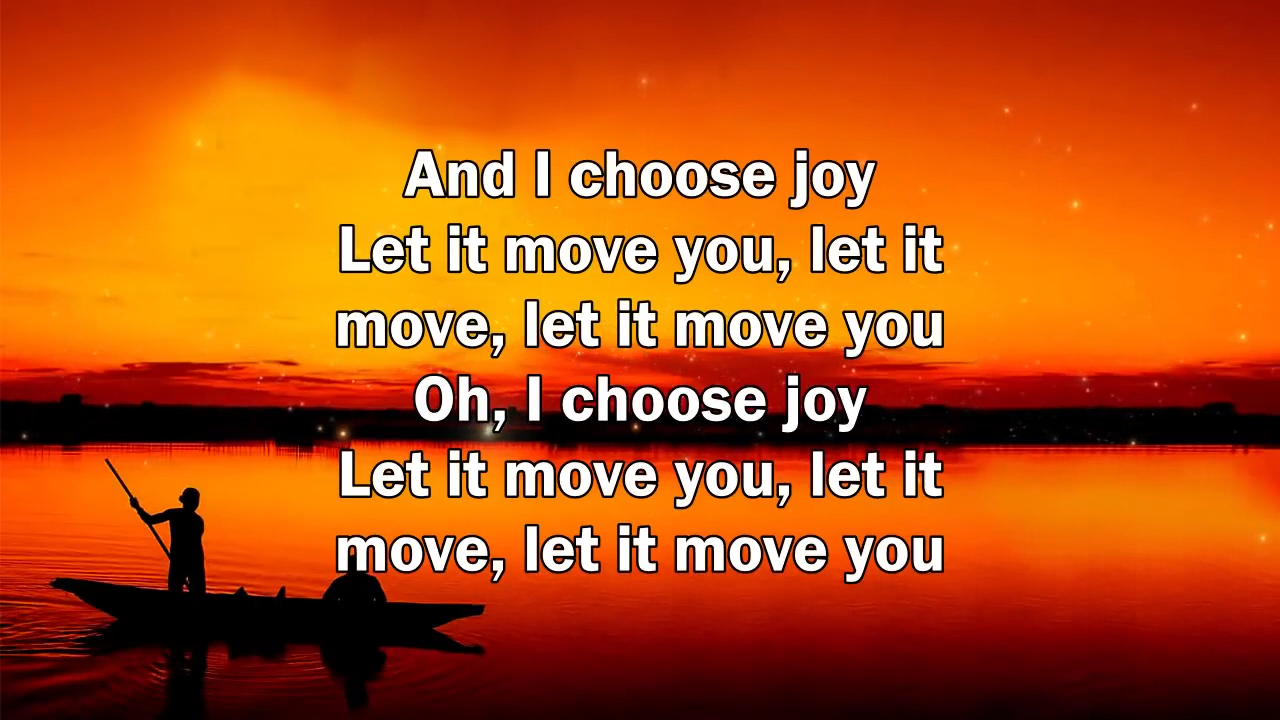 And I choose joy
Let it move you, let it
move, let it move you
Oh, I choose joy
Let it move you, let it
move, let it move you